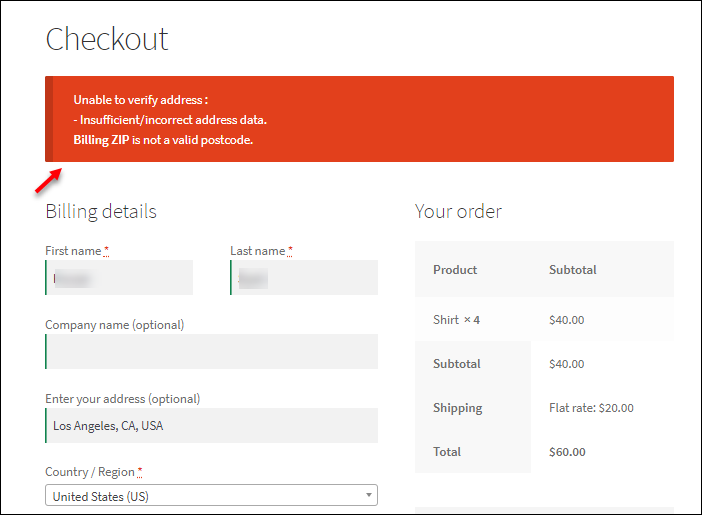 Checkout
Unable to verify address :
- Insufficient/incorrect address data.
Billing ZIP is not a valid postcode.
Billing details
First name *
Last name *
Company name (optional)
Enter your address (optional)
Los Angeles, CA, USA
Country / Region *
United States (US)
Your order
Product Subtotal
Shirt × 4 $40.00
Subtotal $40.00
Shipping Flat rate: $20.00
Total $60.00